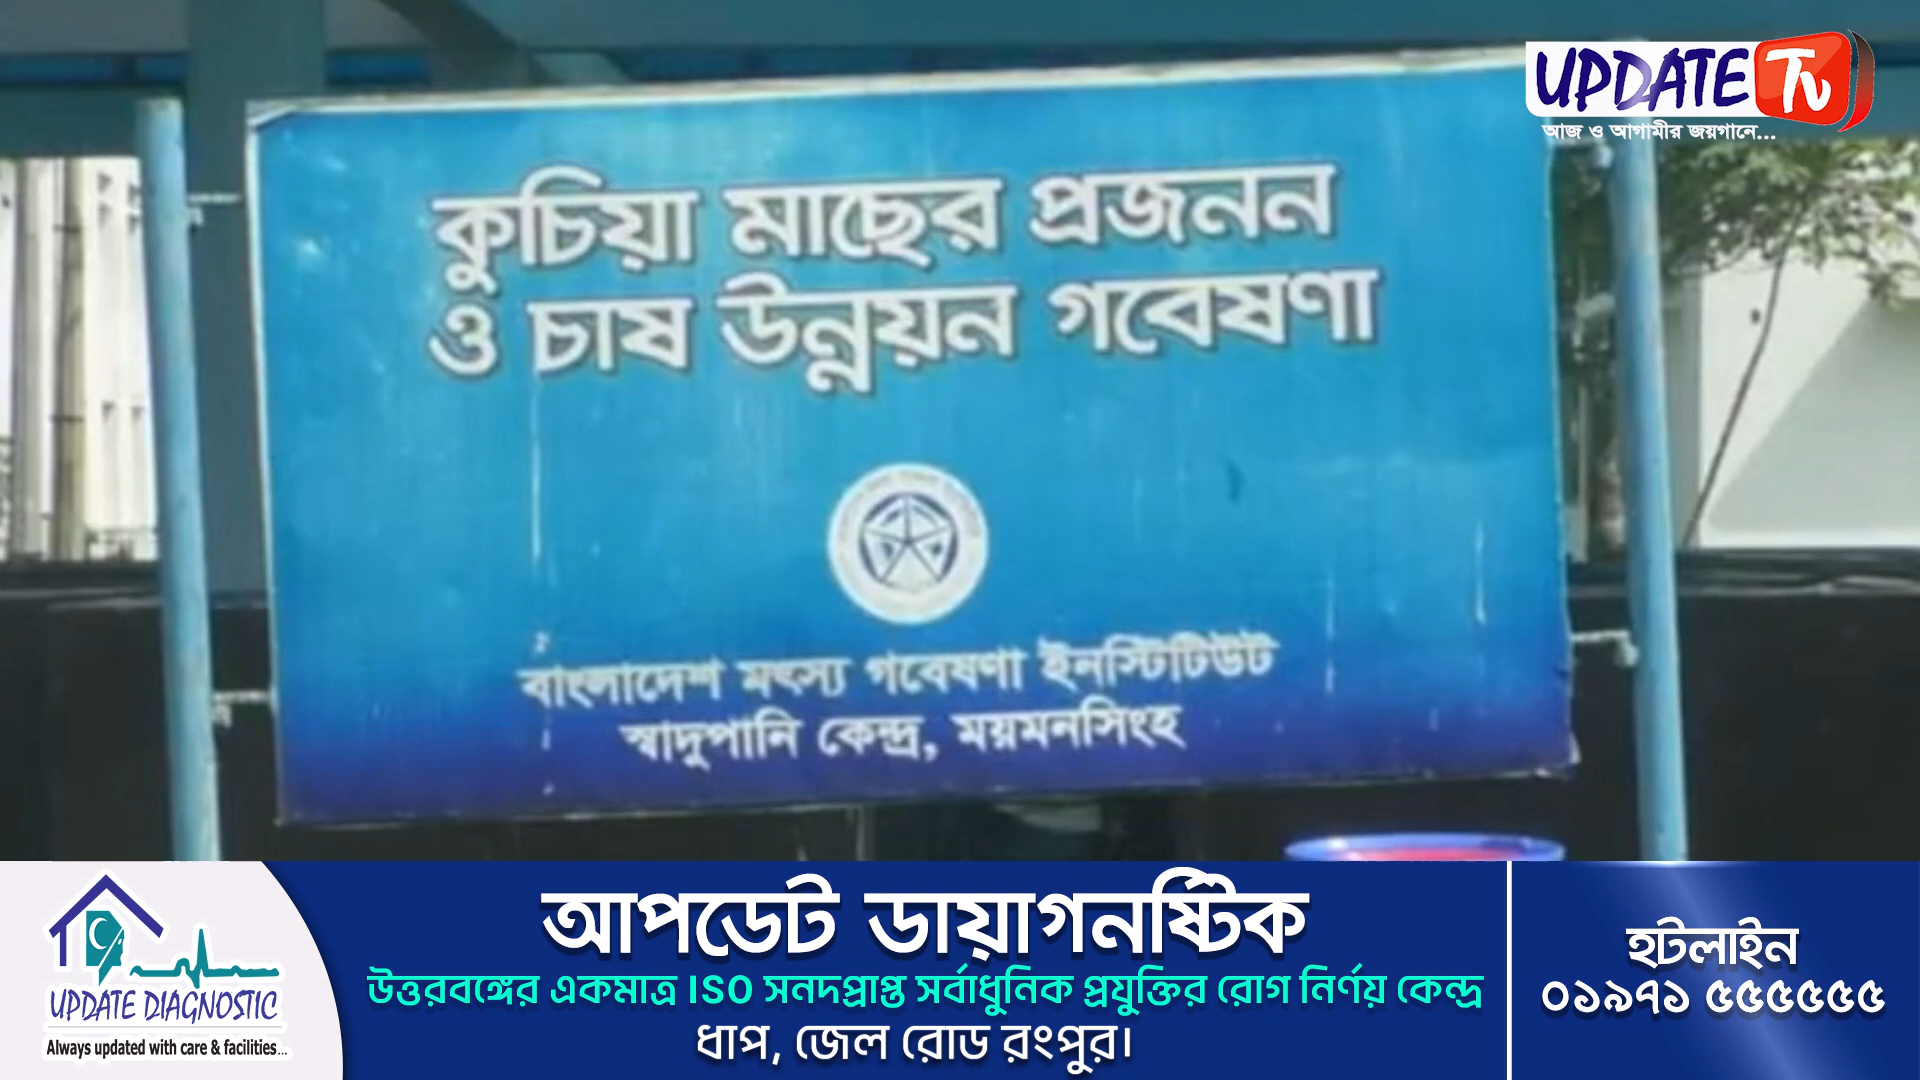 UPDATE Tv
আজ ও আগামীর জয়গানে...
কুচিয়া মাছের প্রজনন
ও চাষ উন্নয়ন গবেষণা
বাংলাদেশ মৎস্য গবেষণা ইনস্টিটিউট
স্বাদুপানি কেন্দ্র, ময়মনসিংহ
UPDATE DIAGNOSTIC
Always updated with care & facilities...
আপডেট ডায়াগনষ্টিক
উত্তরবঙ্গের একমাত্র ISO সনদপ্রাপ্ত সর্বাধুনিক প্রযুক্তির রোগ নির্ণয় কেন্দ্র
ধাপ, জেল রোড রংপুর।
হটলাইন
০১৯৭১ ৫৫৫৫৫৫